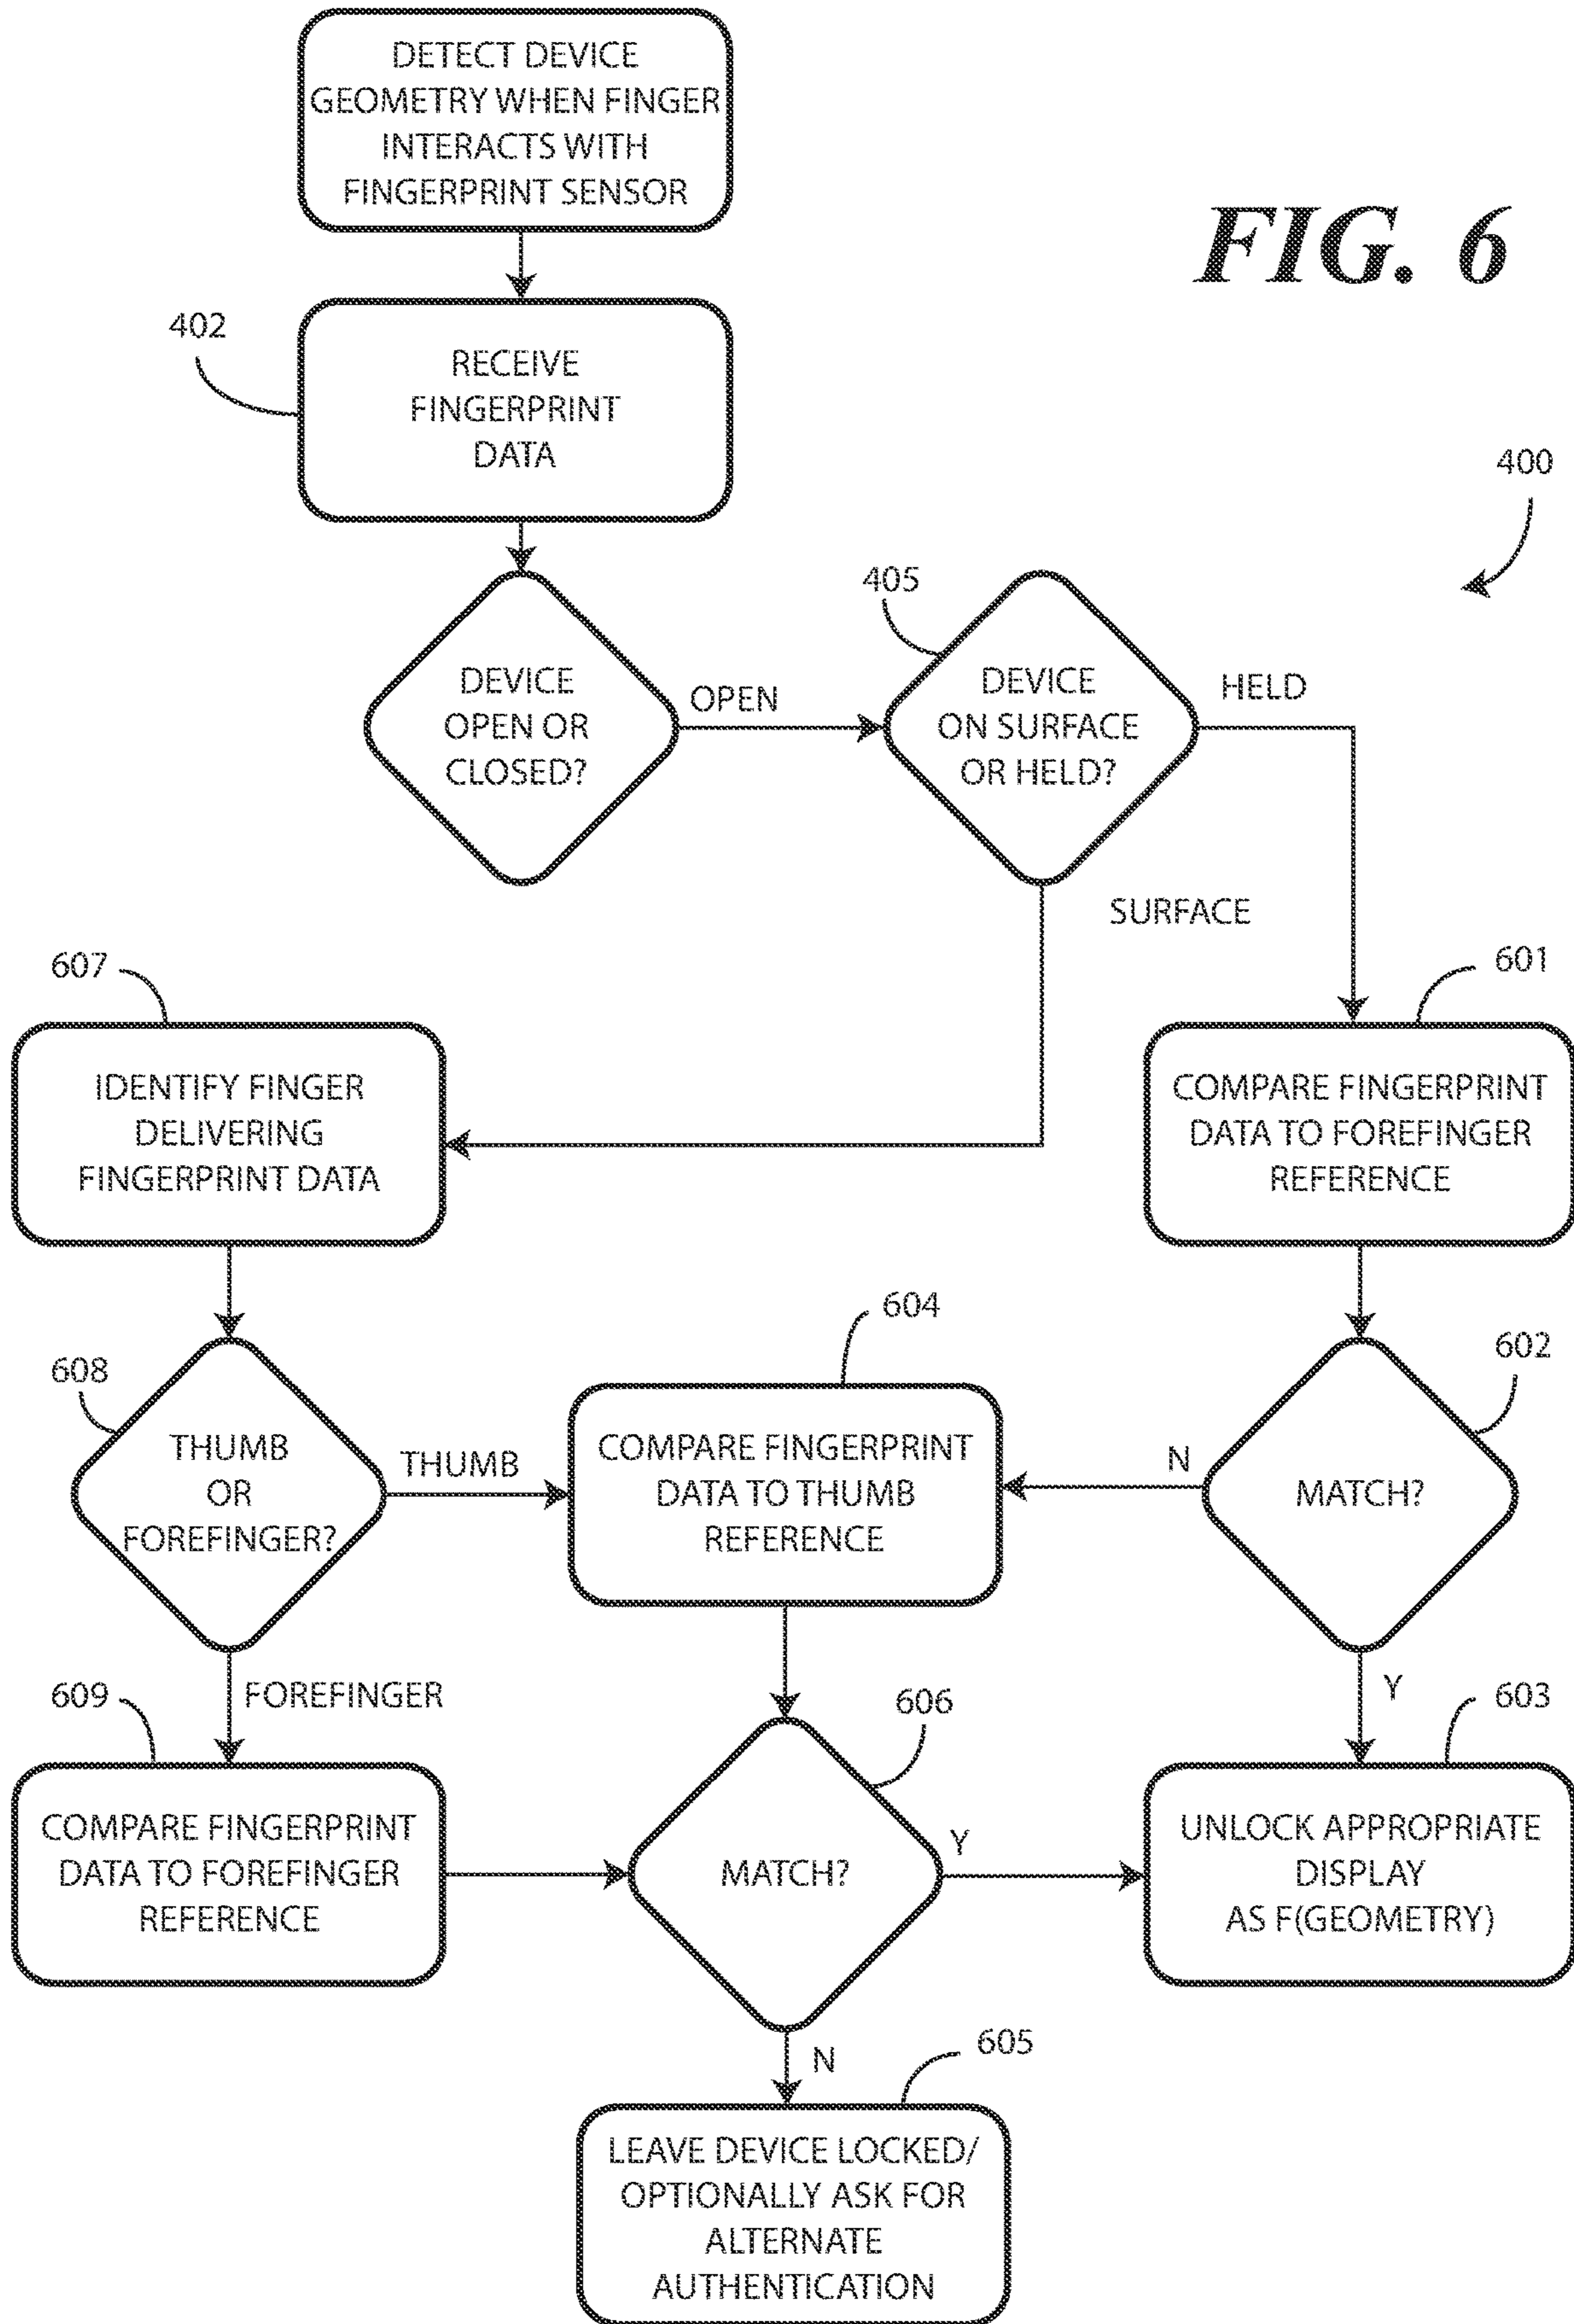 DETECT DEVICE
GEOMETRY WHEN FINGER
INTERACTS WITH
FINGERPRINT SENSOR
FIG. 6
402
RECEIVE
FINGERPRINT
DATA
400
405
DEVICE
OPEN OR
CLOSED?
OPEN
DEVICE
ON SURFACE
OR HELD?
HELD
SURFACE
607
601
IDENTIFY FINGER
DELIVERING
FINGERPRINT DATA
COMPARE FINGERPRINT
DATA TO FOREFINGER
REFERENCE
604
608
602
THUMB
OR
FOREFINGER?
THUMB
COMPARE FINGERPRINT
DATA TO THUMB
REFERENCE
N
MATCH?
609
FOREFINGER
606
Y
603
COMPARE FINGERPRINT
DATA TO FOREFINGER
REFERENCE
MATCH?
Y
UNLOCK APPROPRIATE
DISPLAY
AS F(GEOMETRY)
N
605
LEAVE DEVICE LOCKED/
OPTIONALLY ASK FOR
ALTERNATE
AUTHENTICATION